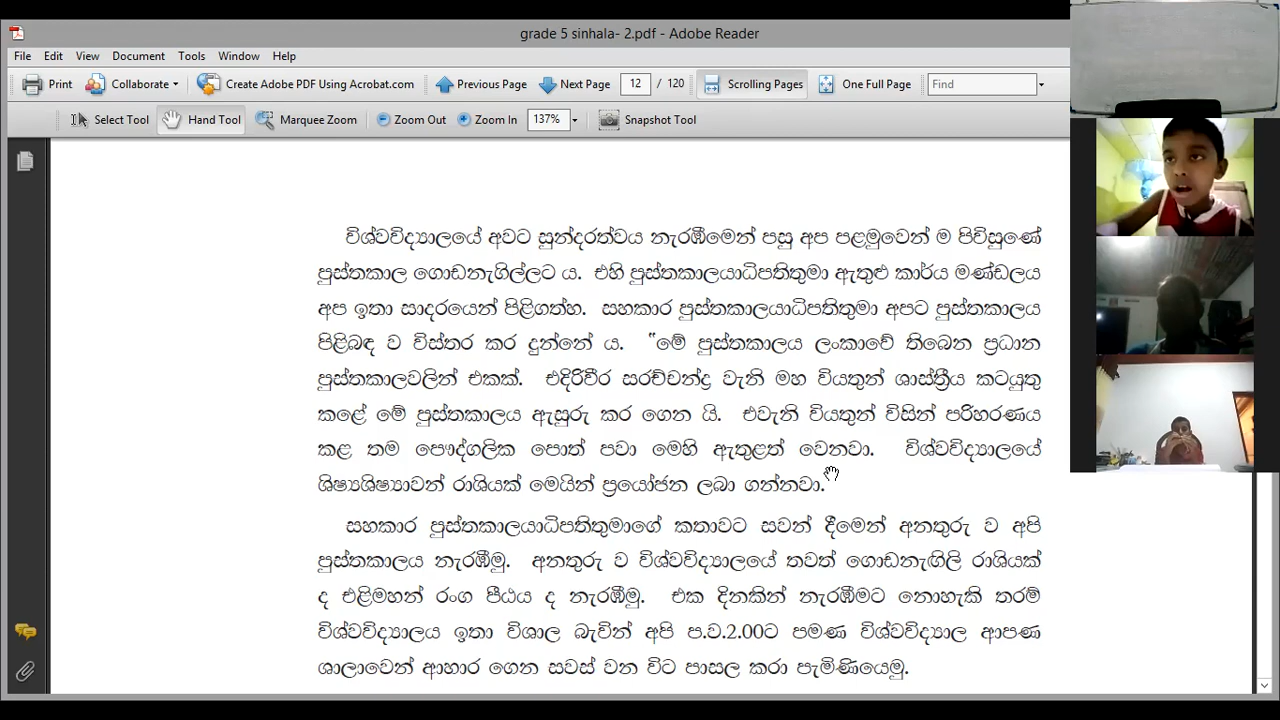 grade 5 sinhala- 2.pdf - Adobe Reader
File Edit View Document Tools Window Help
Print Collaborate Create Adobe PDF Using Acrobat.com Previous Page Next Page 12 / 120 Scrolling Pages One Full Page Find
Select Tool Hand Tool Marquee Zoom Zoom Out Zoom In 137% Snapshot Tool
විශ්වවිද්‍යාලයේ අවට සුන්දරත්වය නැරඹීමෙන් පසු අප පළමුවෙන් ම පිවිසුණේ
පුස්තකාල ගොඩනැගිල්ලට ය. එහි පුස්තකාලයාධිපතිතුමා ඇතුළු කාර්ය මණ්ඩලය
අප ඉතා සාදරයෙන් පිළිගත්හ. සහකාර පුස්තකාලයාධිපතිතුමා අපට පුස්තකාලය
පිළිබඳ ව විස්තර කර දුන්නේ ය. "මේ පුස්තකාලය ලංකාවේ තිබෙන ප්‍රධාන
පුස්තකාලවලින් එකක්. එදිරිවීර සරච්චන්ද්‍ර වැනි මහ වියතුන් ශාස්ත්‍රීය කටයුතු
කළේ මේ පුස්තකාලය ඇසුරු කර ගෙන යි. එවැනි වියතුන් විසින් පරිහරණය
කළ තම පෞද්ගලික පොත් පවා මෙහි ඇතුළත් වෙනවා. විශ්වවිද්‍යාලයේ
ශිෂ්‍යශිෂ්‍යාවන් රාශියක් මෙයින් ප්‍රයෝජන ලබා ගන්නවා."
සහකාර පුස්තකාලයාධිපතිතුමාගේ කතාවට සවන් දීමෙන් අනතුරු ව අපි
පුස්තකාලය නැරඹීමු. අනතුරු ව විශ්වවිද්‍යාලයේ තවත් ගොඩනැඟිලි රාශියක්
ද එළිමහන් රංග පීඨය ද නැරඹීමු. එක දිනකින් නැරඹීමට නොහැකි තරම්
විශ්වවිද්‍යාලය ඉතා විශාල බැවින් අපි ප.ව.2.00ට පමණ විශ්වවිද්‍යාල ආපණ
ශාලාවෙන් ආහාර ගෙන සවස් වන විට පාසල කරා පැමිණියෙමු.